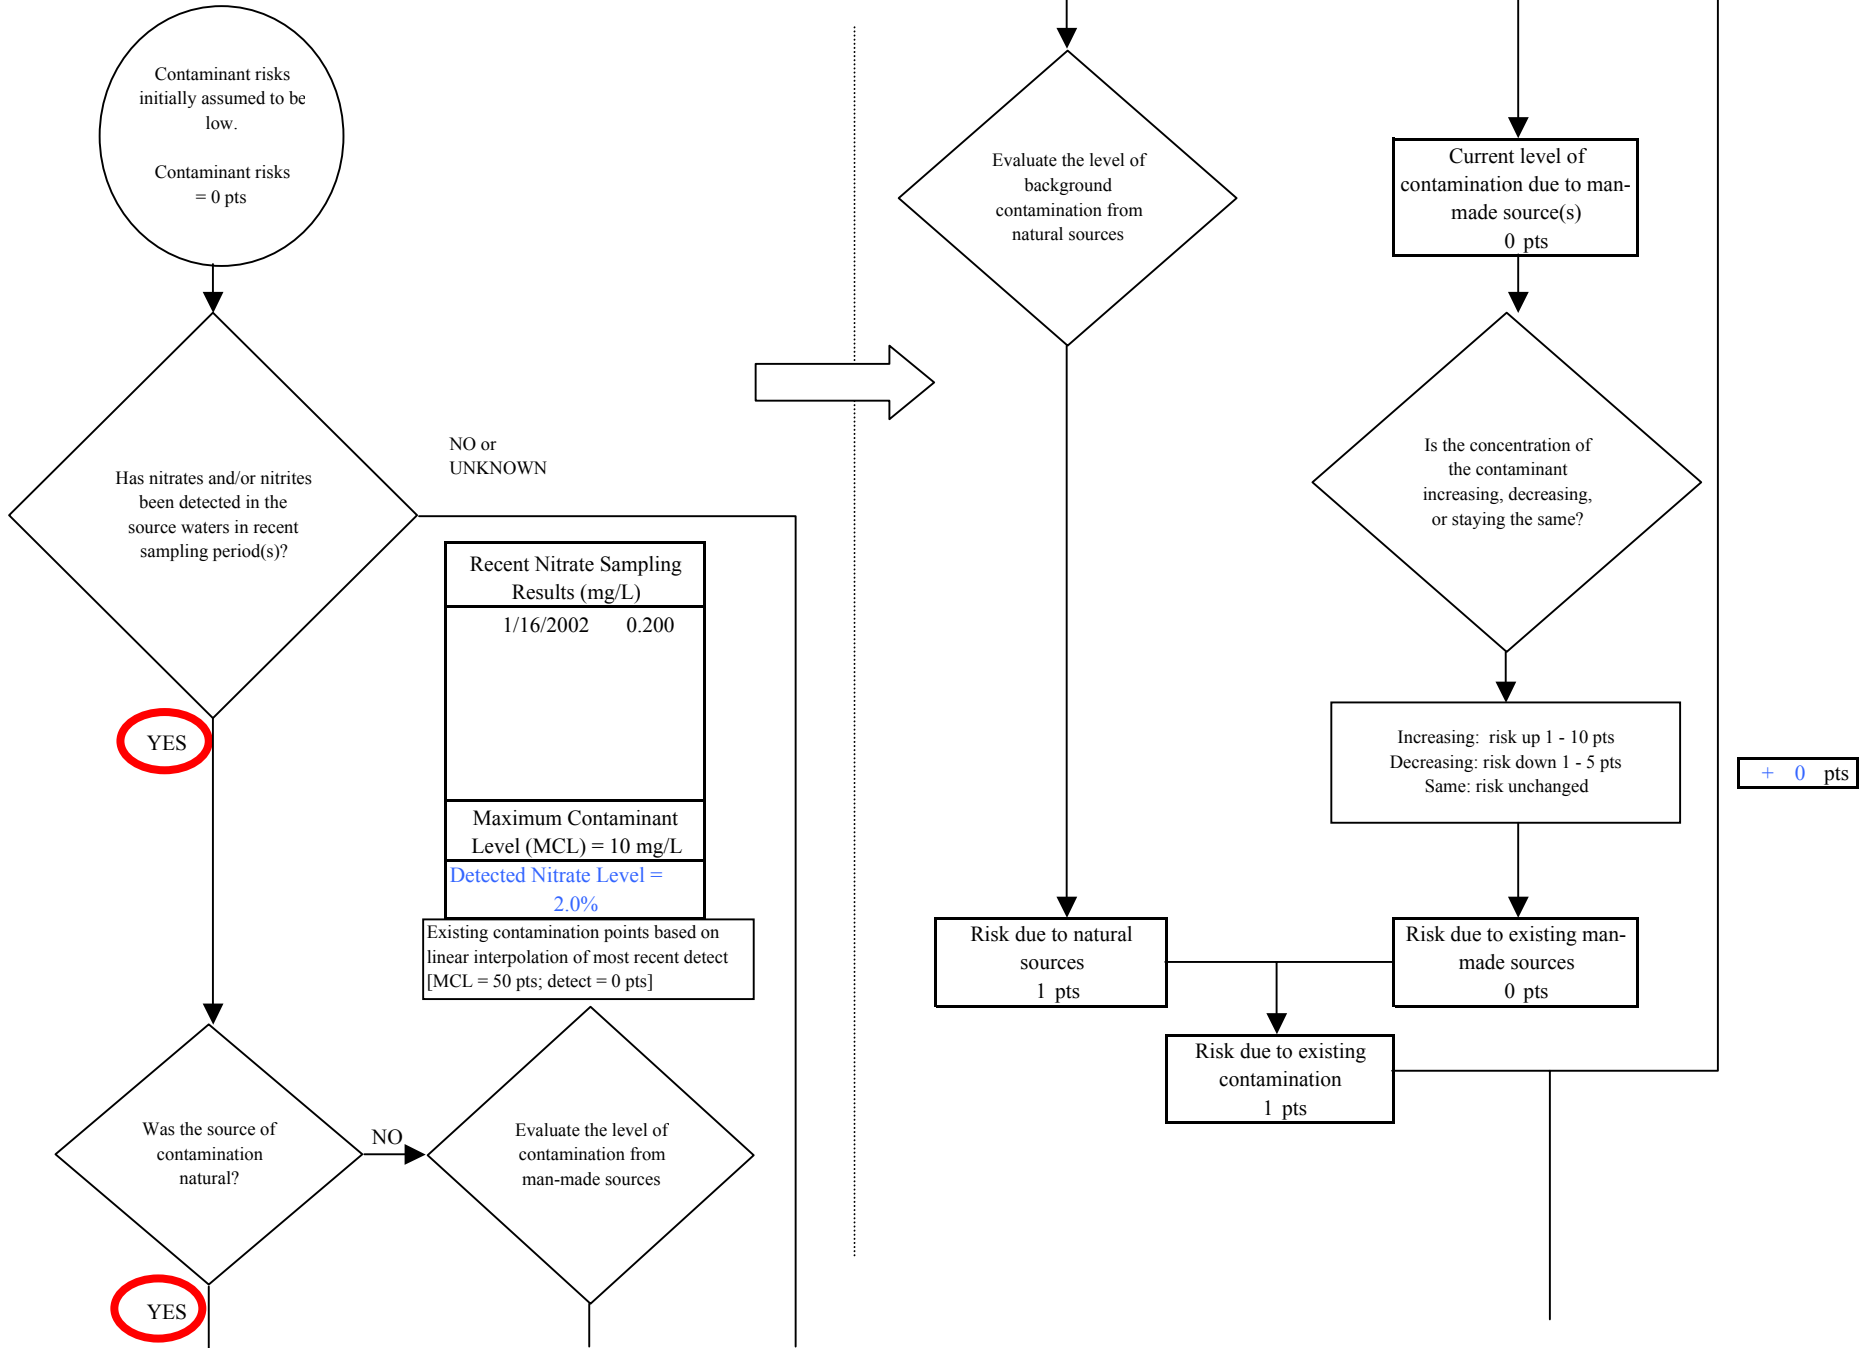 Contaminant risks
initially assumed to be
low.
Contaminant risks
= 0 pts
Has nitrates and/or nitrites
been detected in the
source waters in recent
sampling period(s)?
NO or
UNKNOWN
YES
Recent Nitrate Sampling
Results (mg/L)
1/16/2002 0.200
Maximum Contaminant
Level (MCL) = 10 mg/L
Detected Nitrate Level =
2.0%
Existing contamination points based on
linear interpolation of most recent detect
[MCL = 50 pts; detect = 0 pts]
Was the source of
contamination
natural?
NO
Evaluate the level of
contamination from
man-made sources
YES
Evaluate the level of
background
contamination from
natural sources
Current level of
contamination due to man-
made source(s)
0 pts
Is the concentration of
the contaminant
increasing, decreasing,
or staying the same?
Increasing: risk up 1 - 10 pts
Decreasing: risk down 1 - 5 pts
Same: risk unchanged
+ 0 pts
Risk due to natural
sources
1 pts
Risk due to existing man-
made sources
0 pts
Risk due to existing
contamination
1 pts